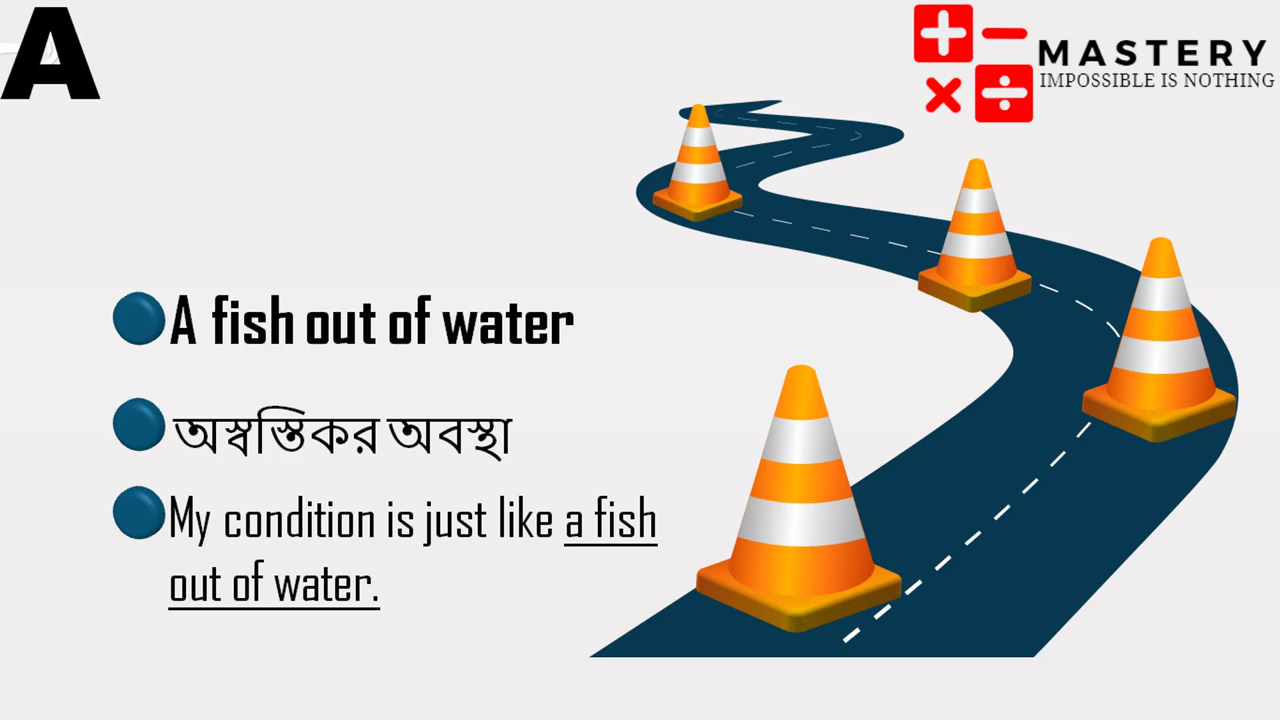 A
MASTERY
IMPOSSIBLE IS NOTHING
A fish out of water
অস্বস্তিকর অবস্থা
My condition is just like a fish
out of water.